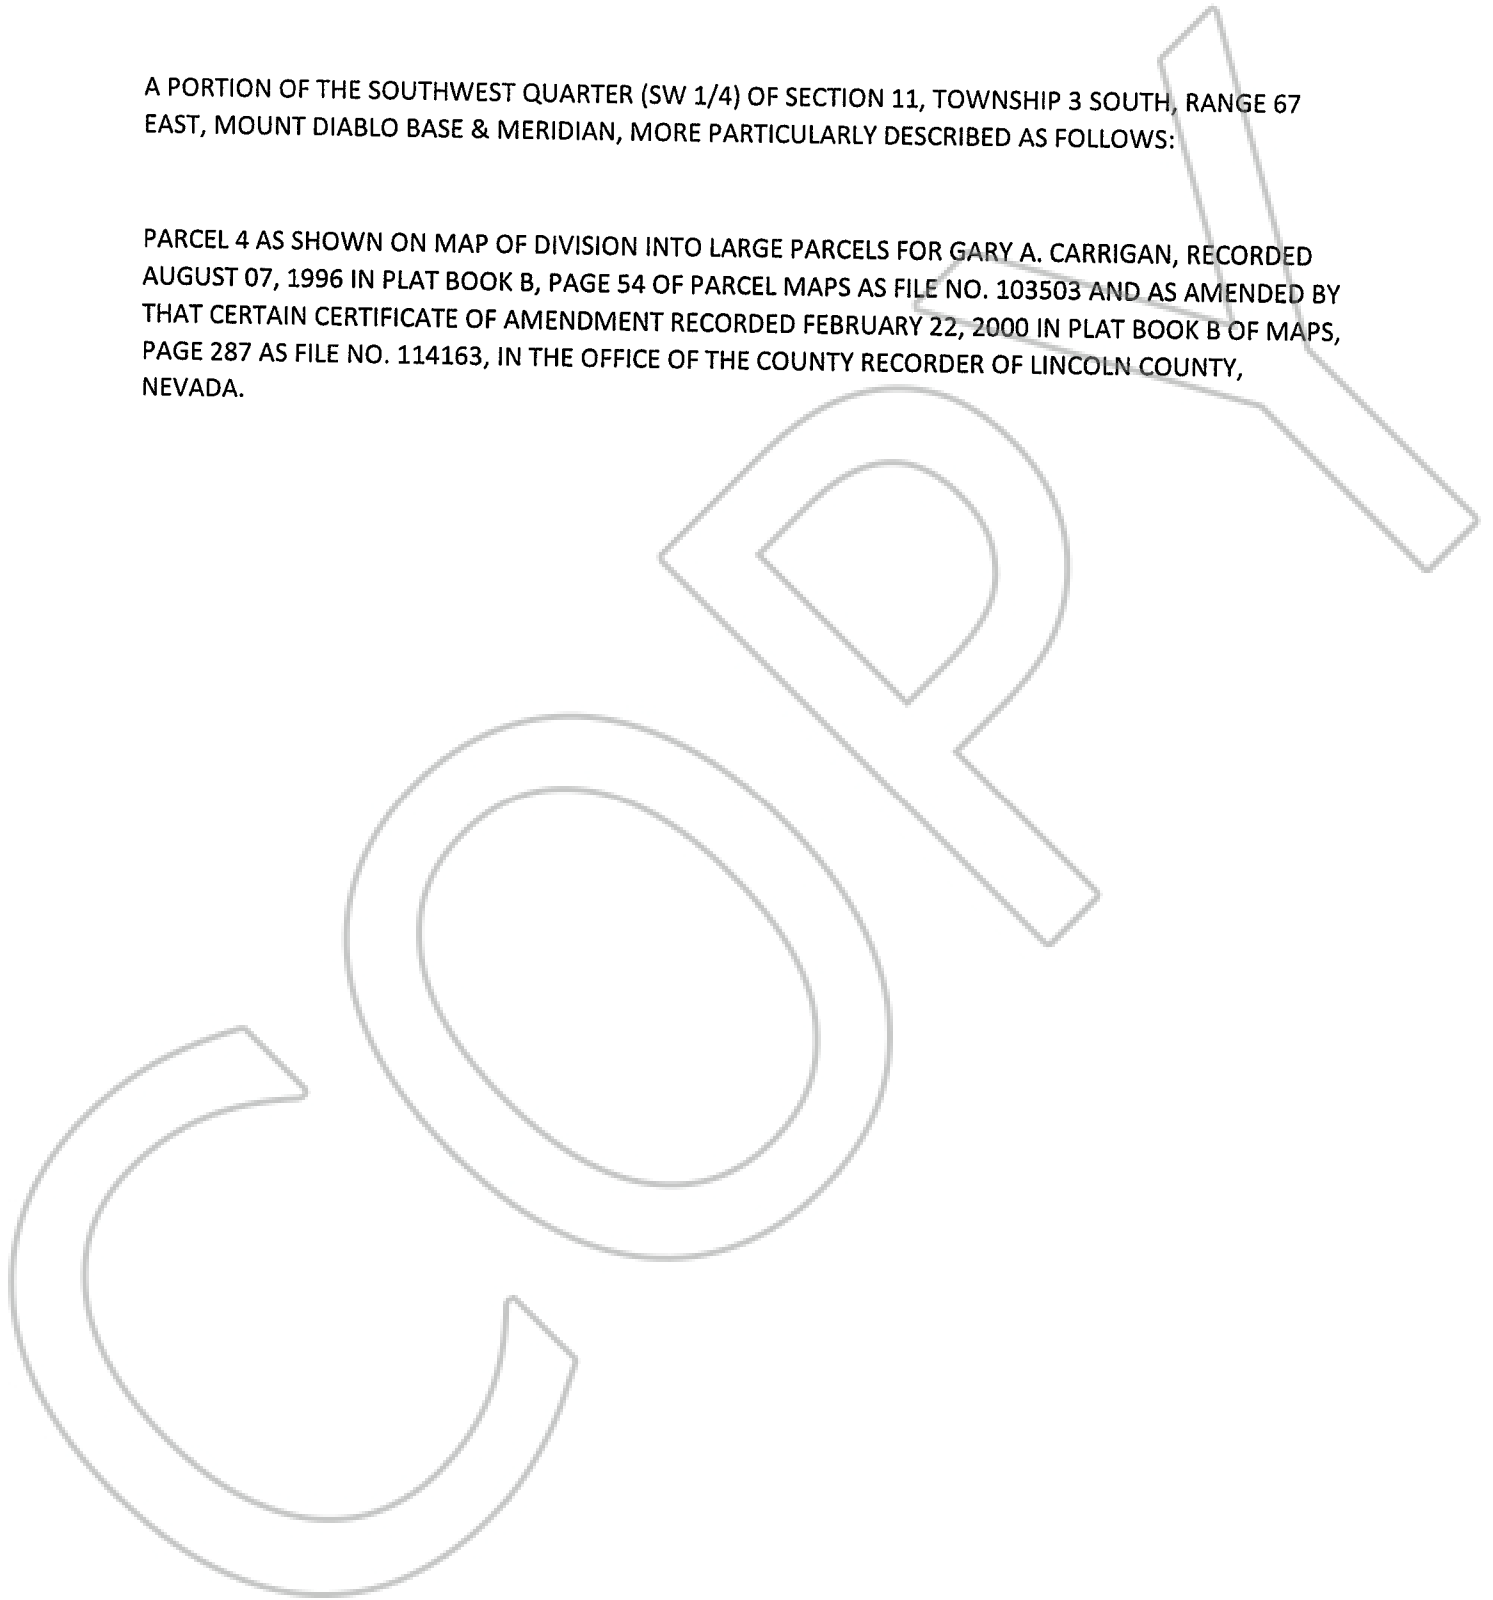 A PORTION OF THE SOUTHWEST QUARTER (SW 1/4) OF SECTION 11, TOWNSHIP 3 SOUTH, RANGE 67
EAST, MOUNT DIABLO BASE & MERIDIAN, MORE PARTICULARLY DESCRIBED AS FOLLOWS:
PARCEL 4 AS SHOWN ON MAP OF DIVISION INTO LARGE PARCELS FOR GARY A. CARRIGAN, RECORDED
AUGUST 07, 1996 IN PLAT BOOK B, PAGE 54 OF PARCEL MAPS AS FILE NO. 103503 AND AS AMENDED BY
THAT CERTAIN CERTIFICATE OF AMENDMENT RECORDED FEBRUARY 22, 2000 IN PLAT BOOK B OF MAPS,
PAGE 287 AS FILE NO. 114163, IN THE OFFICE OF THE COUNTY RECORDER OF LINCOLN COUNTY,
NEVADA.
COPY